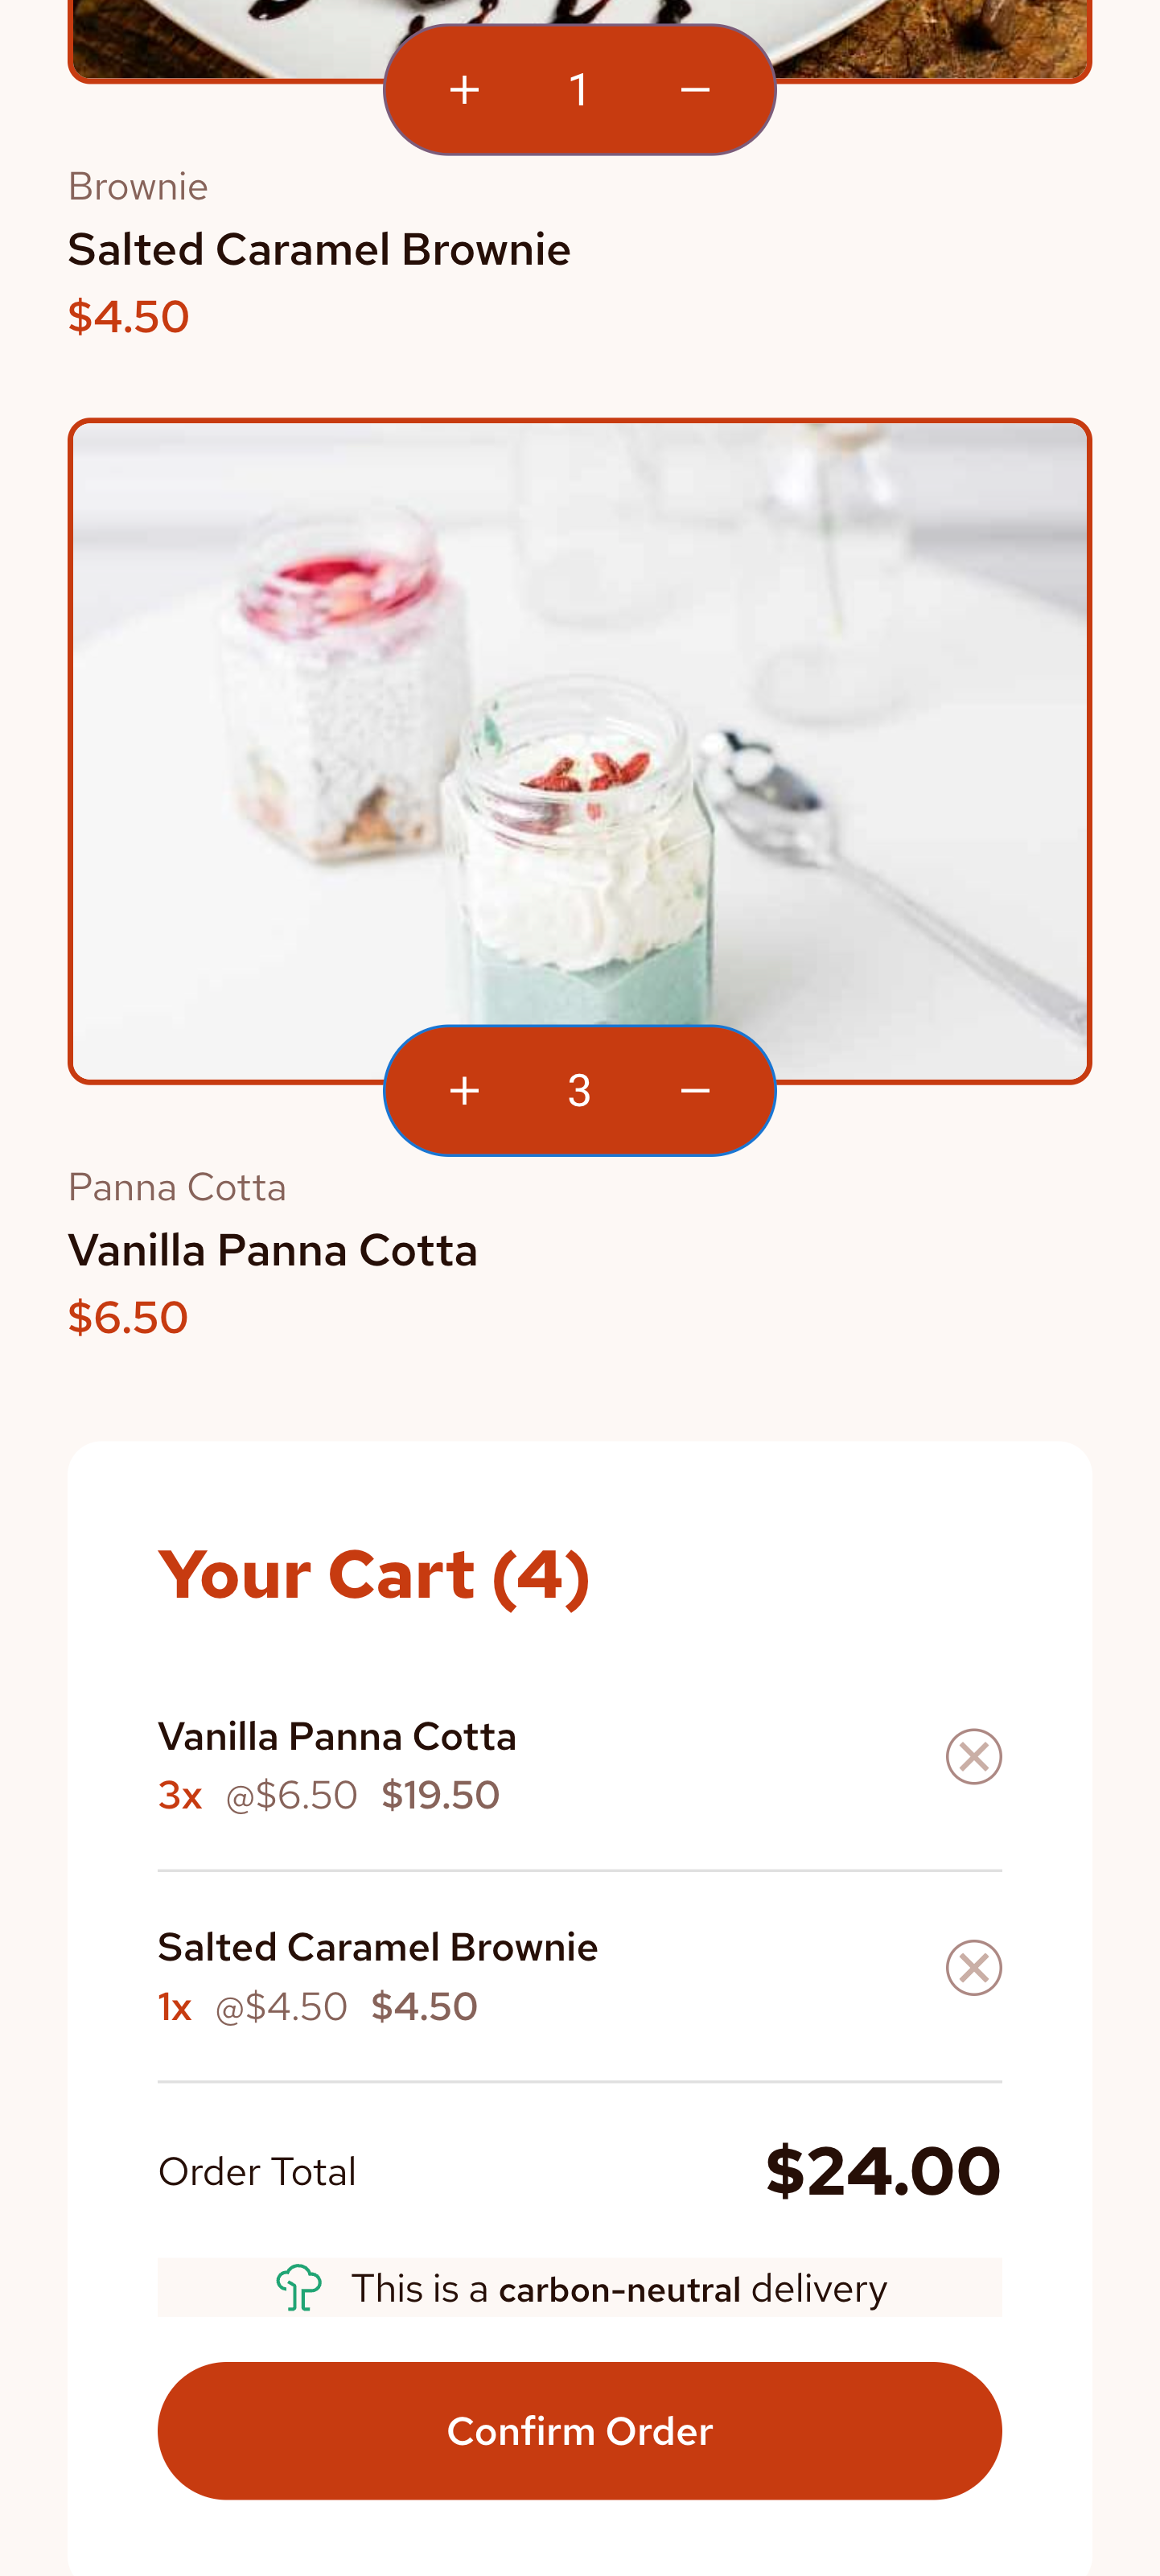 + 1 −
Brownie
Salted Caramel Brownie
$4.50
+ 3 −
Panna Cotta
Vanilla Panna Cotta
$6.50
Your Cart (4)
Vanilla Panna Cotta
3x @$6.50 $19.50
Salted Caramel Brownie
1x @$4.50 $4.50
Order Total $24.00
This is a carbon-neutral delivery
Confirm Order